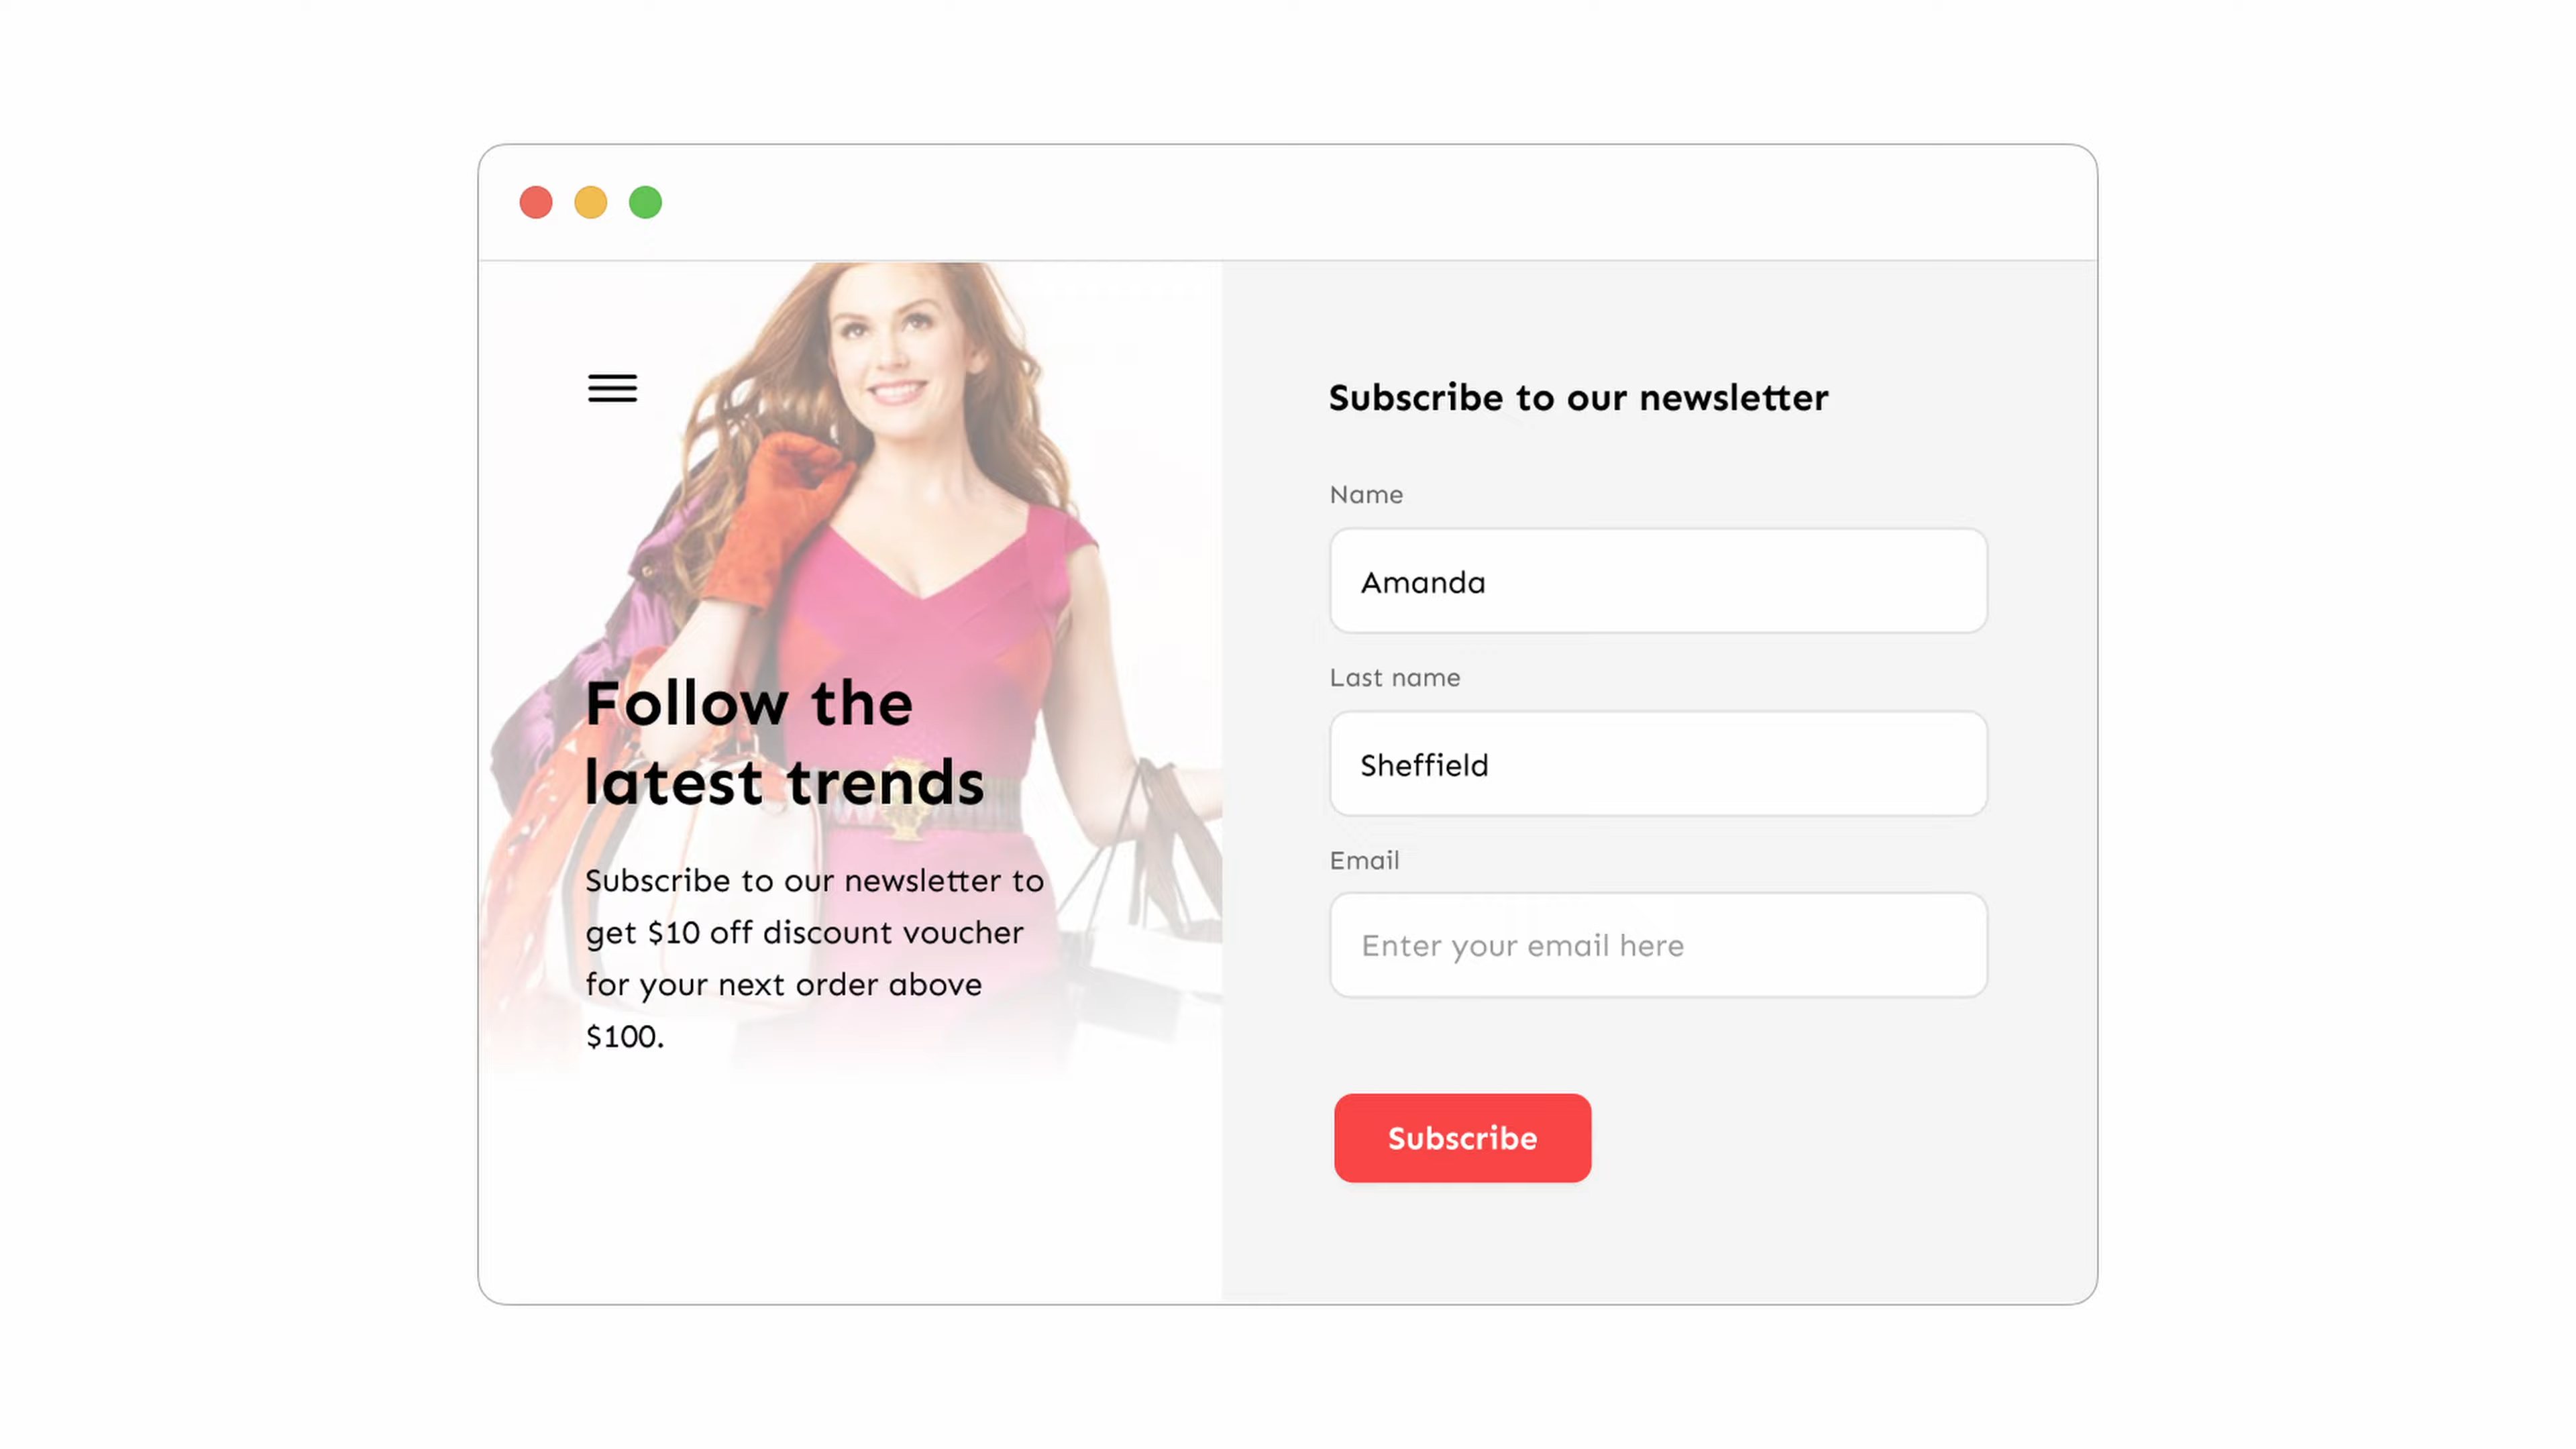 Follow the
latest trends
Subscribe to our newsletter to
get $10 off discount voucher
for your next order above
$100.
Subscribe to our newsletter
Name
Amanda
Last name
Sheffield
Email
Enter your email here
Subscribe